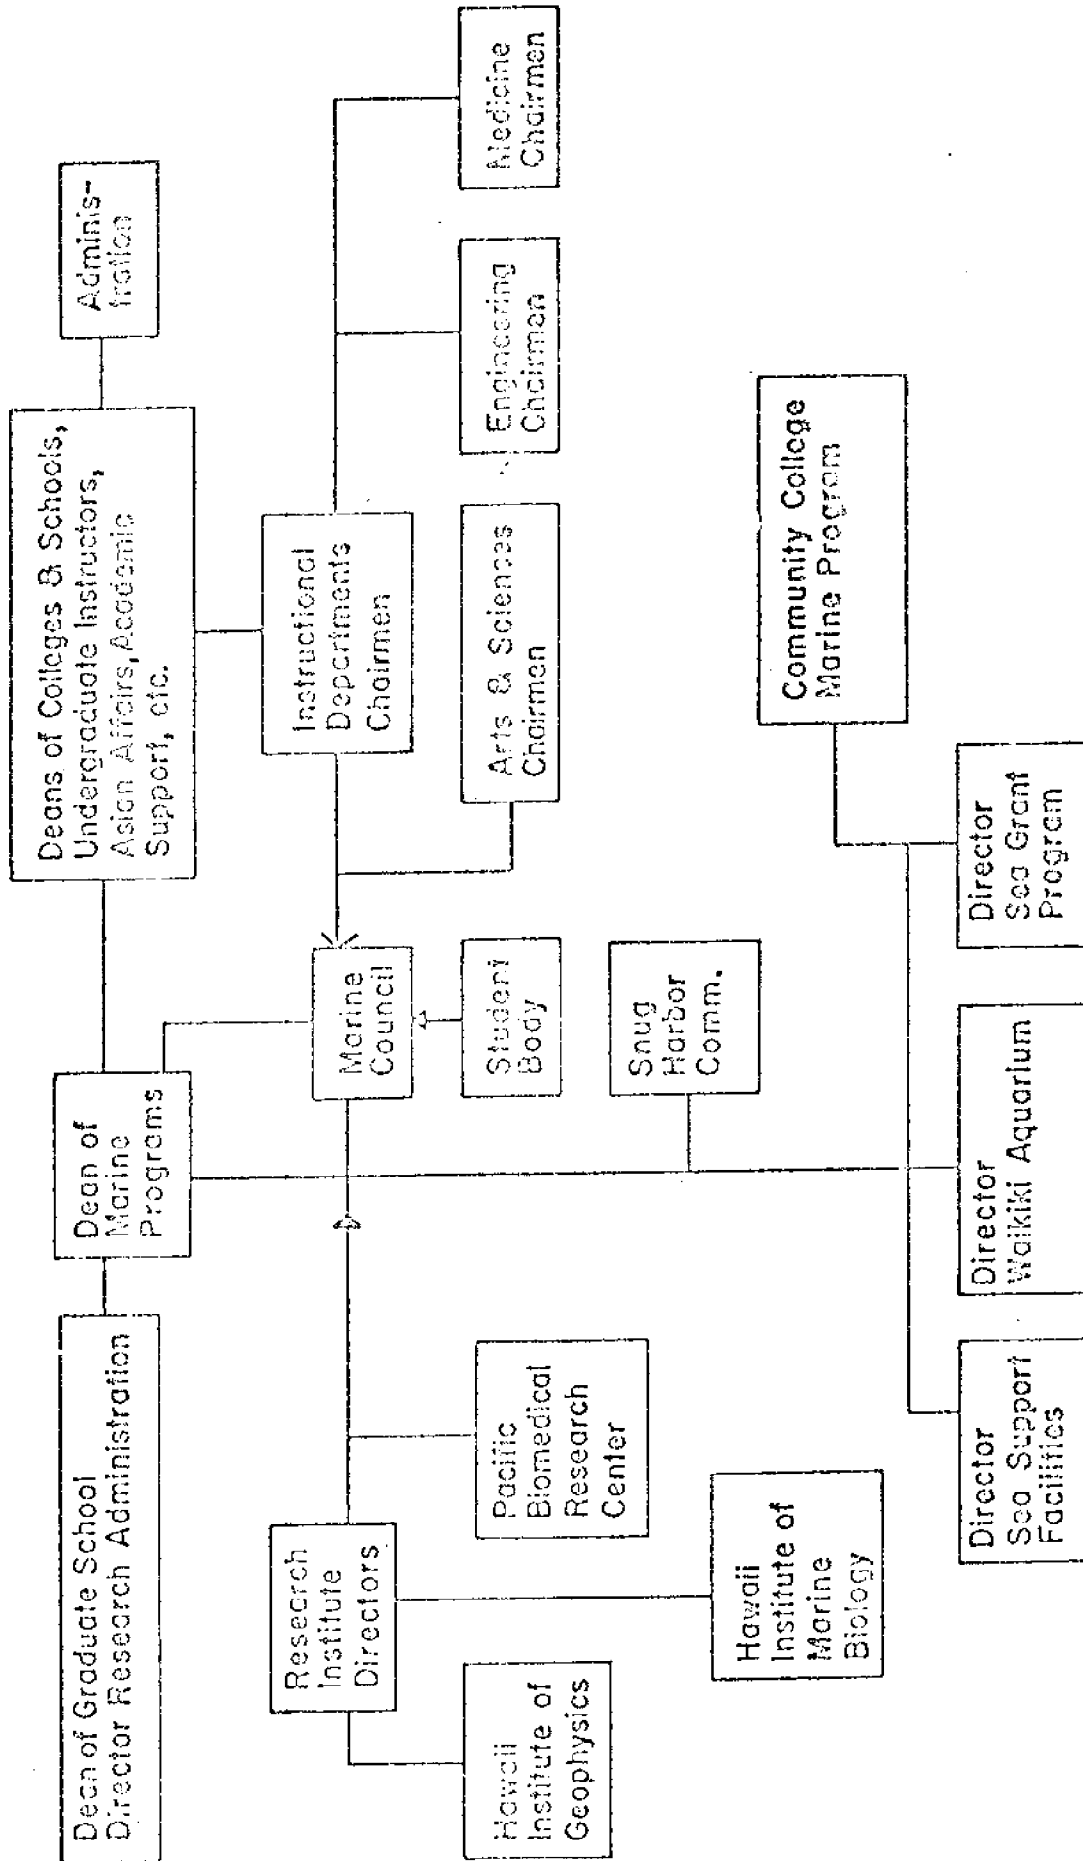 Dean of Graduate School
Director Research Administration
Dean of
Marine
Programs
Deans of Colleges & Schools,
Undergraduate Instructors,
Asian Affairs, Academic
Support, etc.
Adminis-
tration
Research
Institute
Directors
Marine
Council
Instructional
Departments
Chairmen
Hawaii
Institute of
Geophysics
Pacific
Biomedical
Research
Center
Student
Body
Arts & Sciences
Chairmen
Engineering
Chairmen
Medicine
Chairmen
Snug
Harbor
Comm.
Hawaii
Institute of
Marine
Biology
Community College
Marine Program
Director
Sea Support
Facilities
Director
Waikiki Aquarium
Director
Sea Grant
Program